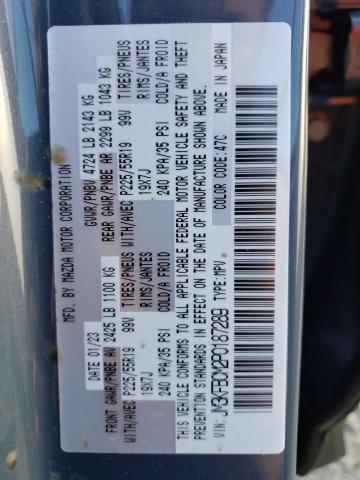 MFD. BY MAZDA MOTOR CORPORATION
DATE 01/23 GVWR/PNBV 4724 LB 2143 KG
FRONT GAWR/PNBE AV 2425 LB 1100 KG REAR GAWR/PNBE AR 2299 LB 1043 KG
WITH/AVEC P225/55R19 99V TIRES/PNEUS WITH/AVEC P225/55R19 99V TIRES/PNEUS
19X7J RIMS/JANTES 19X7J RIMS/JANTES
240 KPA/35 PSI COLD/A FROID 240 KPA/35 PSI COLD/A FROID
THIS VEHICLE CONFORMS TO ALL APPLICABLE FEDERAL MOTOR VEHICLE SAFETY AND THEFT
PREVENTION STANDARDS IN EFFECT ON THE DATE OF MANUFACTURE SHOWN ABOVE.
VIN: JM3KFBCM2P0187289 TYPE: MPV COLOR CODE: 47C MADE IN JAPAN